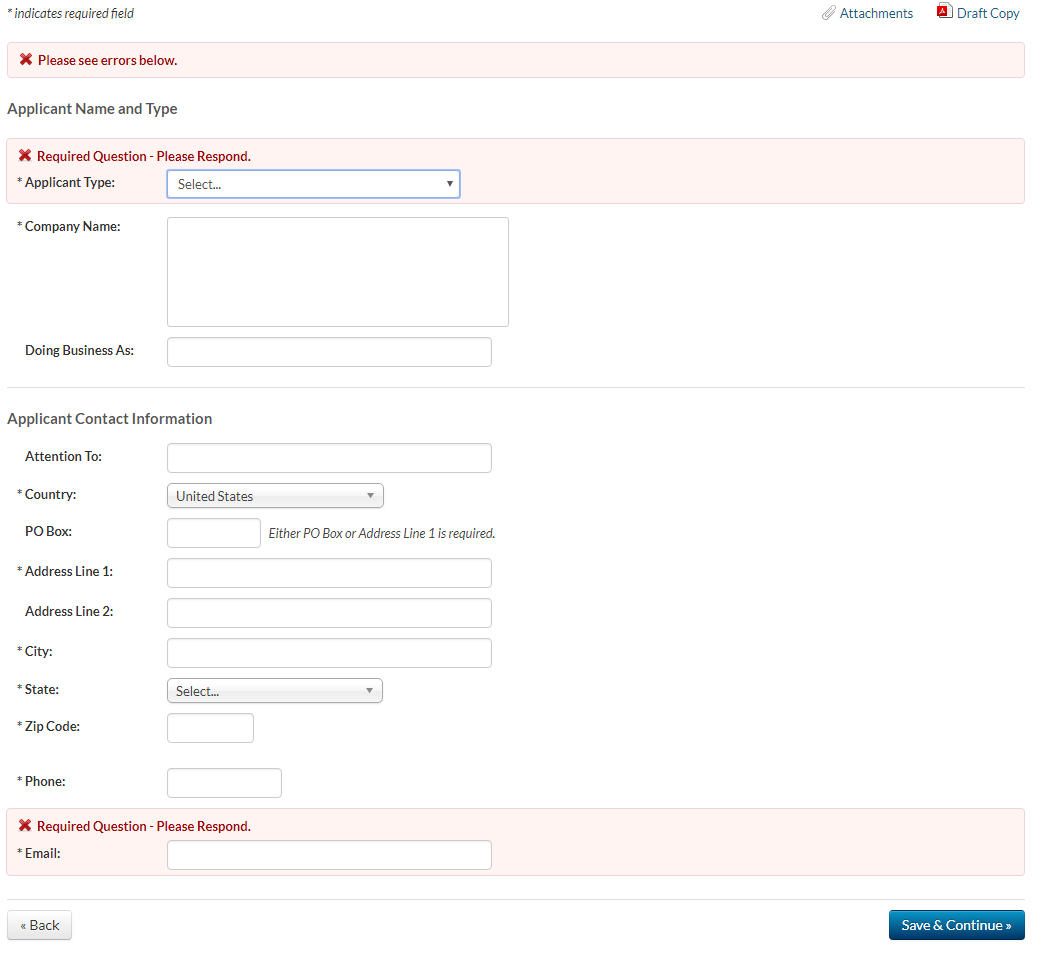 * indicates required field Attachments Draft Copy
Please see errors below.
Applicant Name and Type
Required Question - Please Respond.
* Applicant Type: Select...
* Company Name:
Doing Business As:
Applicant Contact Information
Attention To:
* Country: United States
PO Box: Either PO Box or Address Line 1 is required.
* Address Line 1:
Address Line 2:
* City:
* State: Select...
* Zip Code:
* Phone:
Required Question - Please Respond.
* Email:
« Back Save & Continue »